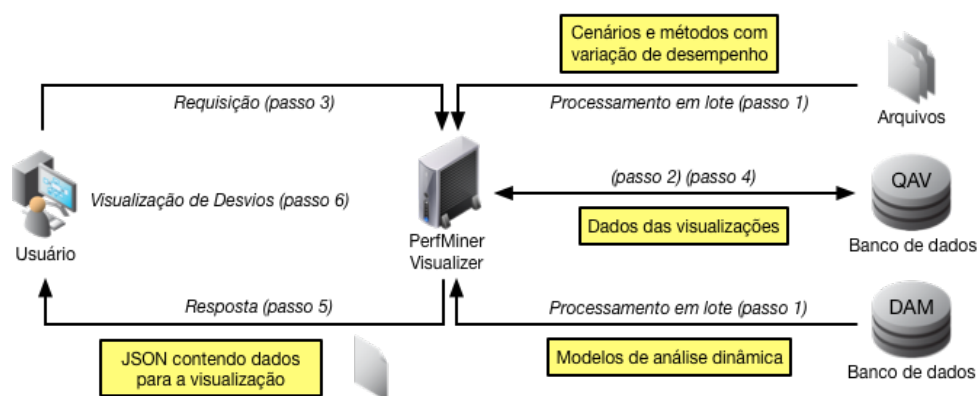 Cenários e métodos com
variação de desempenho
Requisição (passo 3)
Processamento em lote (passo 1)
Arquivos
Visualização de Desvios (passo 6)
Usuário
PerfMiner
Visualizer
(passo 2) (passo 4)
Dados das visualizações
QAV
Banco de dados
Resposta (passo 5)
JSON contendo dados
para a visualização
Processamento em lote (passo 1)
Modelos de análise dinâmica
DAM
Banco de dados